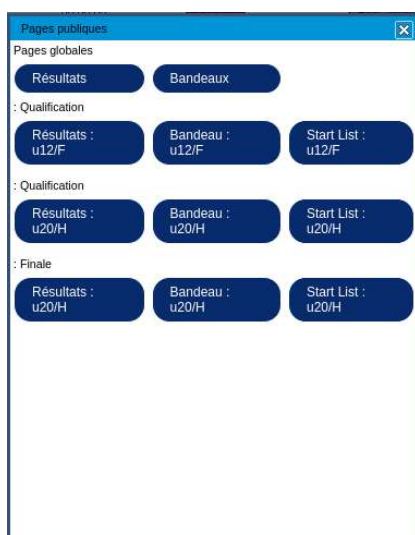 Pages publiques
Pages globales
Résultats Bandeaux
: Qualification
Résultats : Bandeau : Start List :
u12/F u12/F u12/F
: Qualification
Résultats : Bandeau : Start List :
u20/H u20/H u20/H
: Finale
Résultats : Bandeau : Start List :
u20/H u20/H u20/H